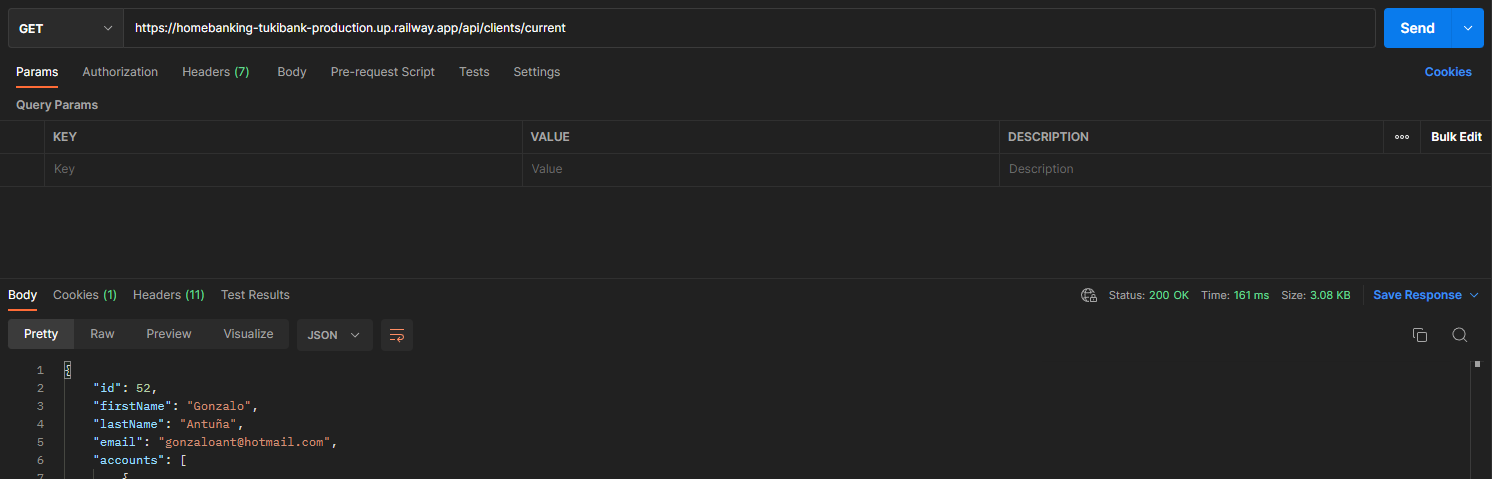 GET https://homebanking-tukibank-production.up.railway.app/api/clients/current Send
Params Authorization Headers (7) Body Pre-request Script Tests Settings Cookies
Query Params
KEY VALUE DESCRIPTION ooo Bulk Edit
Key Value Description
Body Cookies (1) Headers (11) Test Results Status: 200 OK Time: 161 ms Size: 3.08 KB Save Response
Pretty Raw Preview Visualize JSON
1 {
2 "id": 52,
3 "firstName": "Gonzalo",
4 "lastName": "Antuña",
5 "email": "gonzaloant@hotmail.com",
6 "accounts": [
7 {